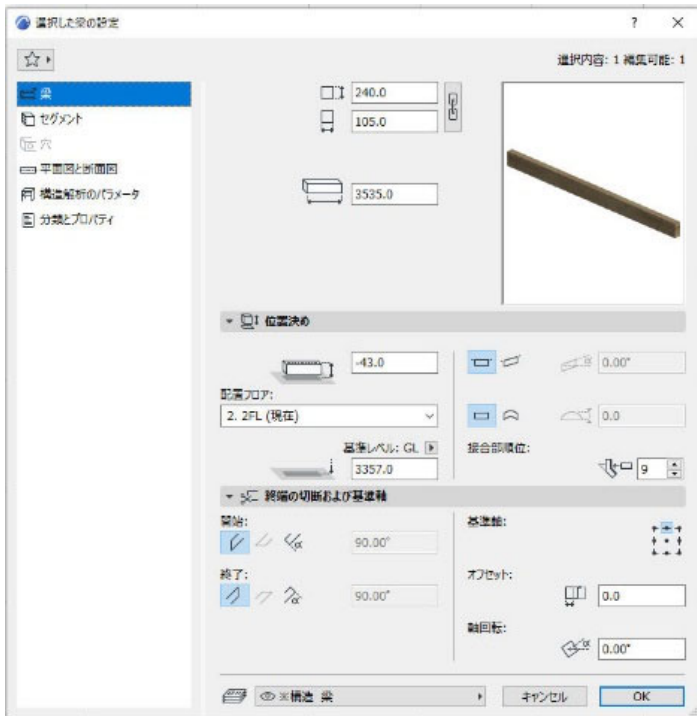 選択した梁の設定
? ×
選択内容: 1 編集可能: 1
梁
セグメント
穴
平面図と断面図
構造解析のパラメータ
分類とプロパティ
240.0
105.0
3535.0
位置決め
-43.0
0.00°
配置フロア:
2. 2FL (現在)
0.0
基準レベル: GL
接合部順位:
3357.0
9
終端の切断および基準軸
開始:
基準軸:
90.00°
終了:
オフセット:
90.00°
0.0
軸回転:
0.00°
※構造 梁
キャンセル
OK